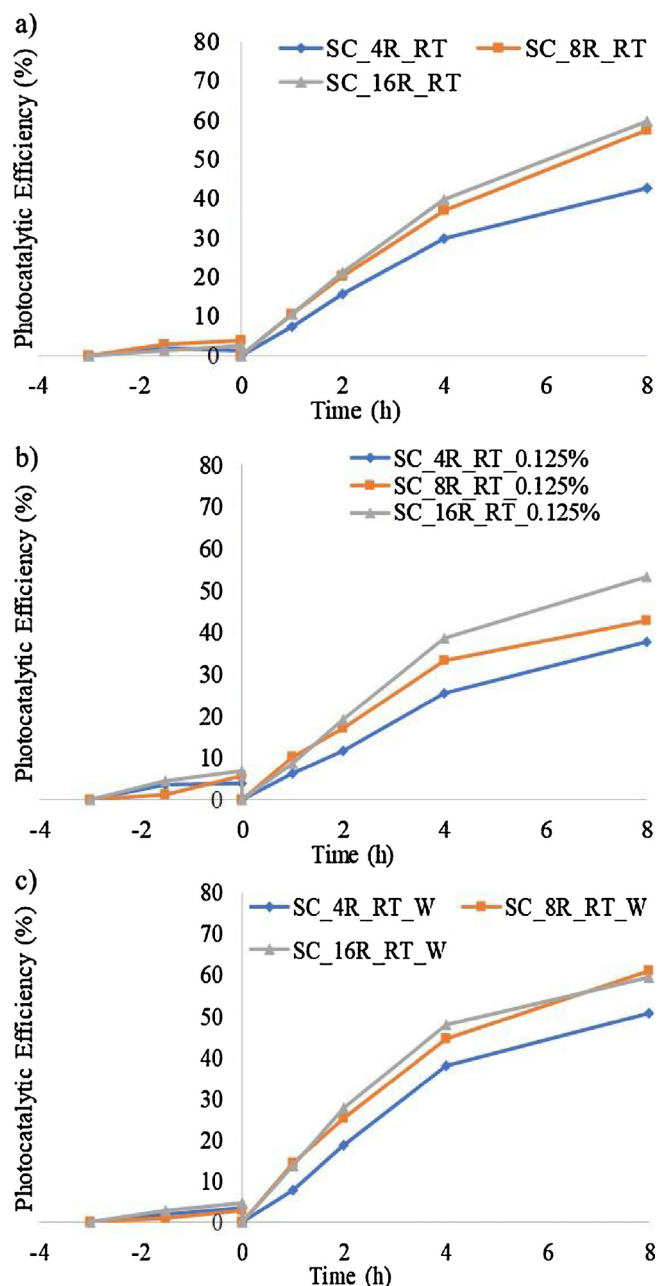 a)
Photocatalytic Efficiency (%)
80
70
60
50
40
30
20
10
0
SC_4R_RT
SC_8R_RT
SC_16R_RT
-4 -2 0 2 4 6 8
Time (h)
b)
Photocatalytic Efficiency (%)
80
70
60
50
40
30
20
10
0
SC_4R_RT_0.125%
SC_8R_RT_0.125%
SC_16R_RT_0.125%
-4 -2 0 2 4 6 8
Time (h)
c)
Photocatalytic Efficiency (%)
80
70
60
50
40
30
20
10
0
SC_4R_RT_W
SC_8R_RT_W
SC_16R_RT_W
-4 -2 0 2 4 6 8
Time (h)